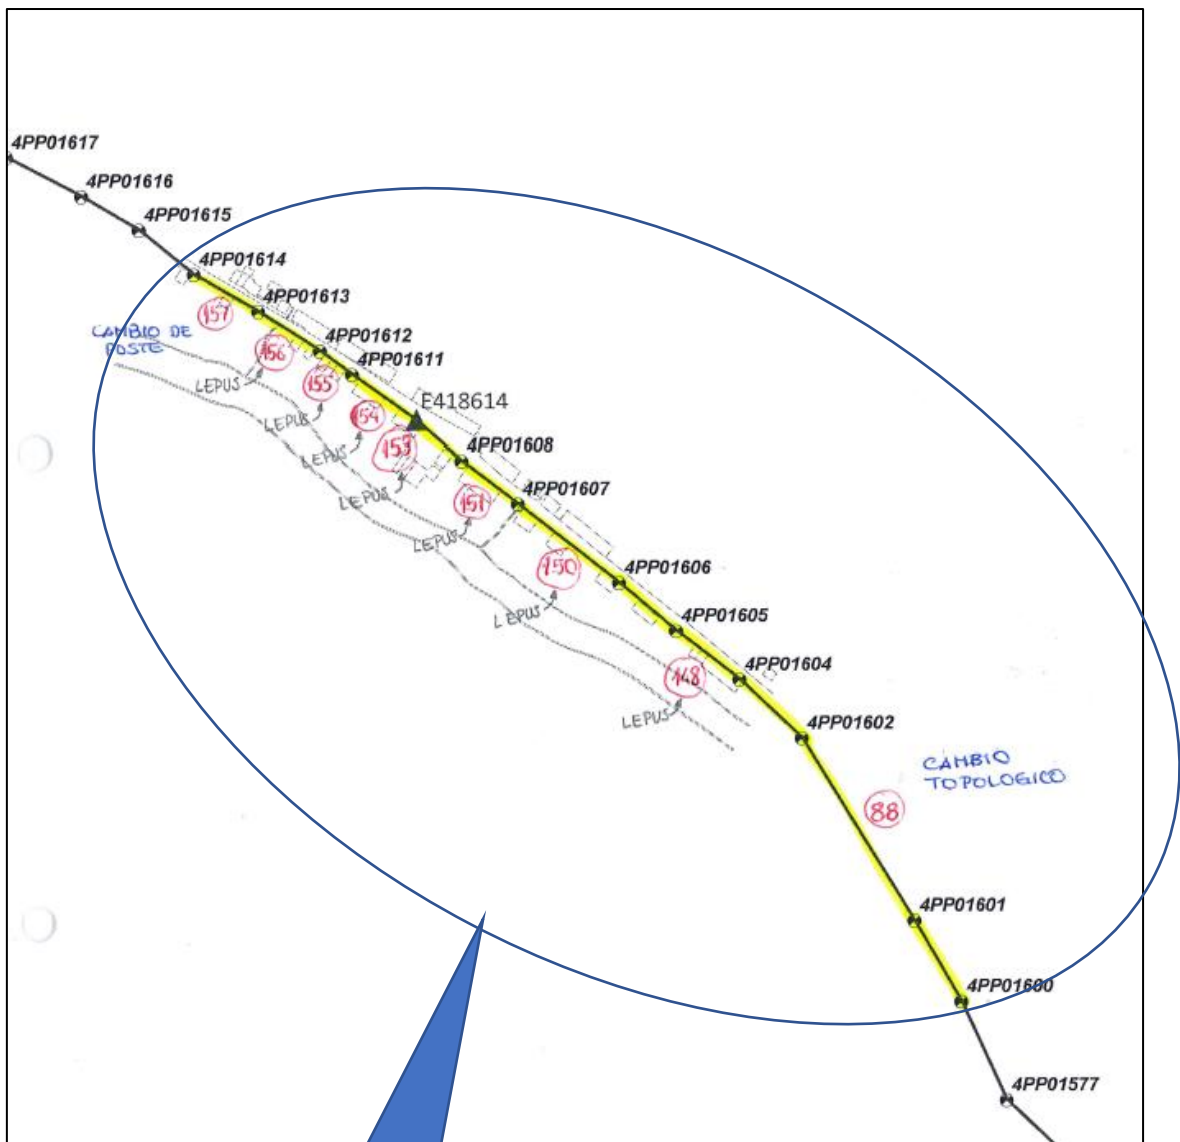 4PP01617
4PP01616
4PP01615
4PP01614
4PP01613
157
CAMBIO DE
POSTE
4PP01612
156
4PP01611
LEPUS
155
E418614
LEPUS
154
4PP01608
LEPUS
153
4PP01607
LEPUS
151
LEPUS
150
4PP01606
LEPUS
4PP01605
4PP01604
148
LEPUS
4PP01602
CAMBIO
TOPOLOGICO
88
4PP01601
4PP01600
4PP01577